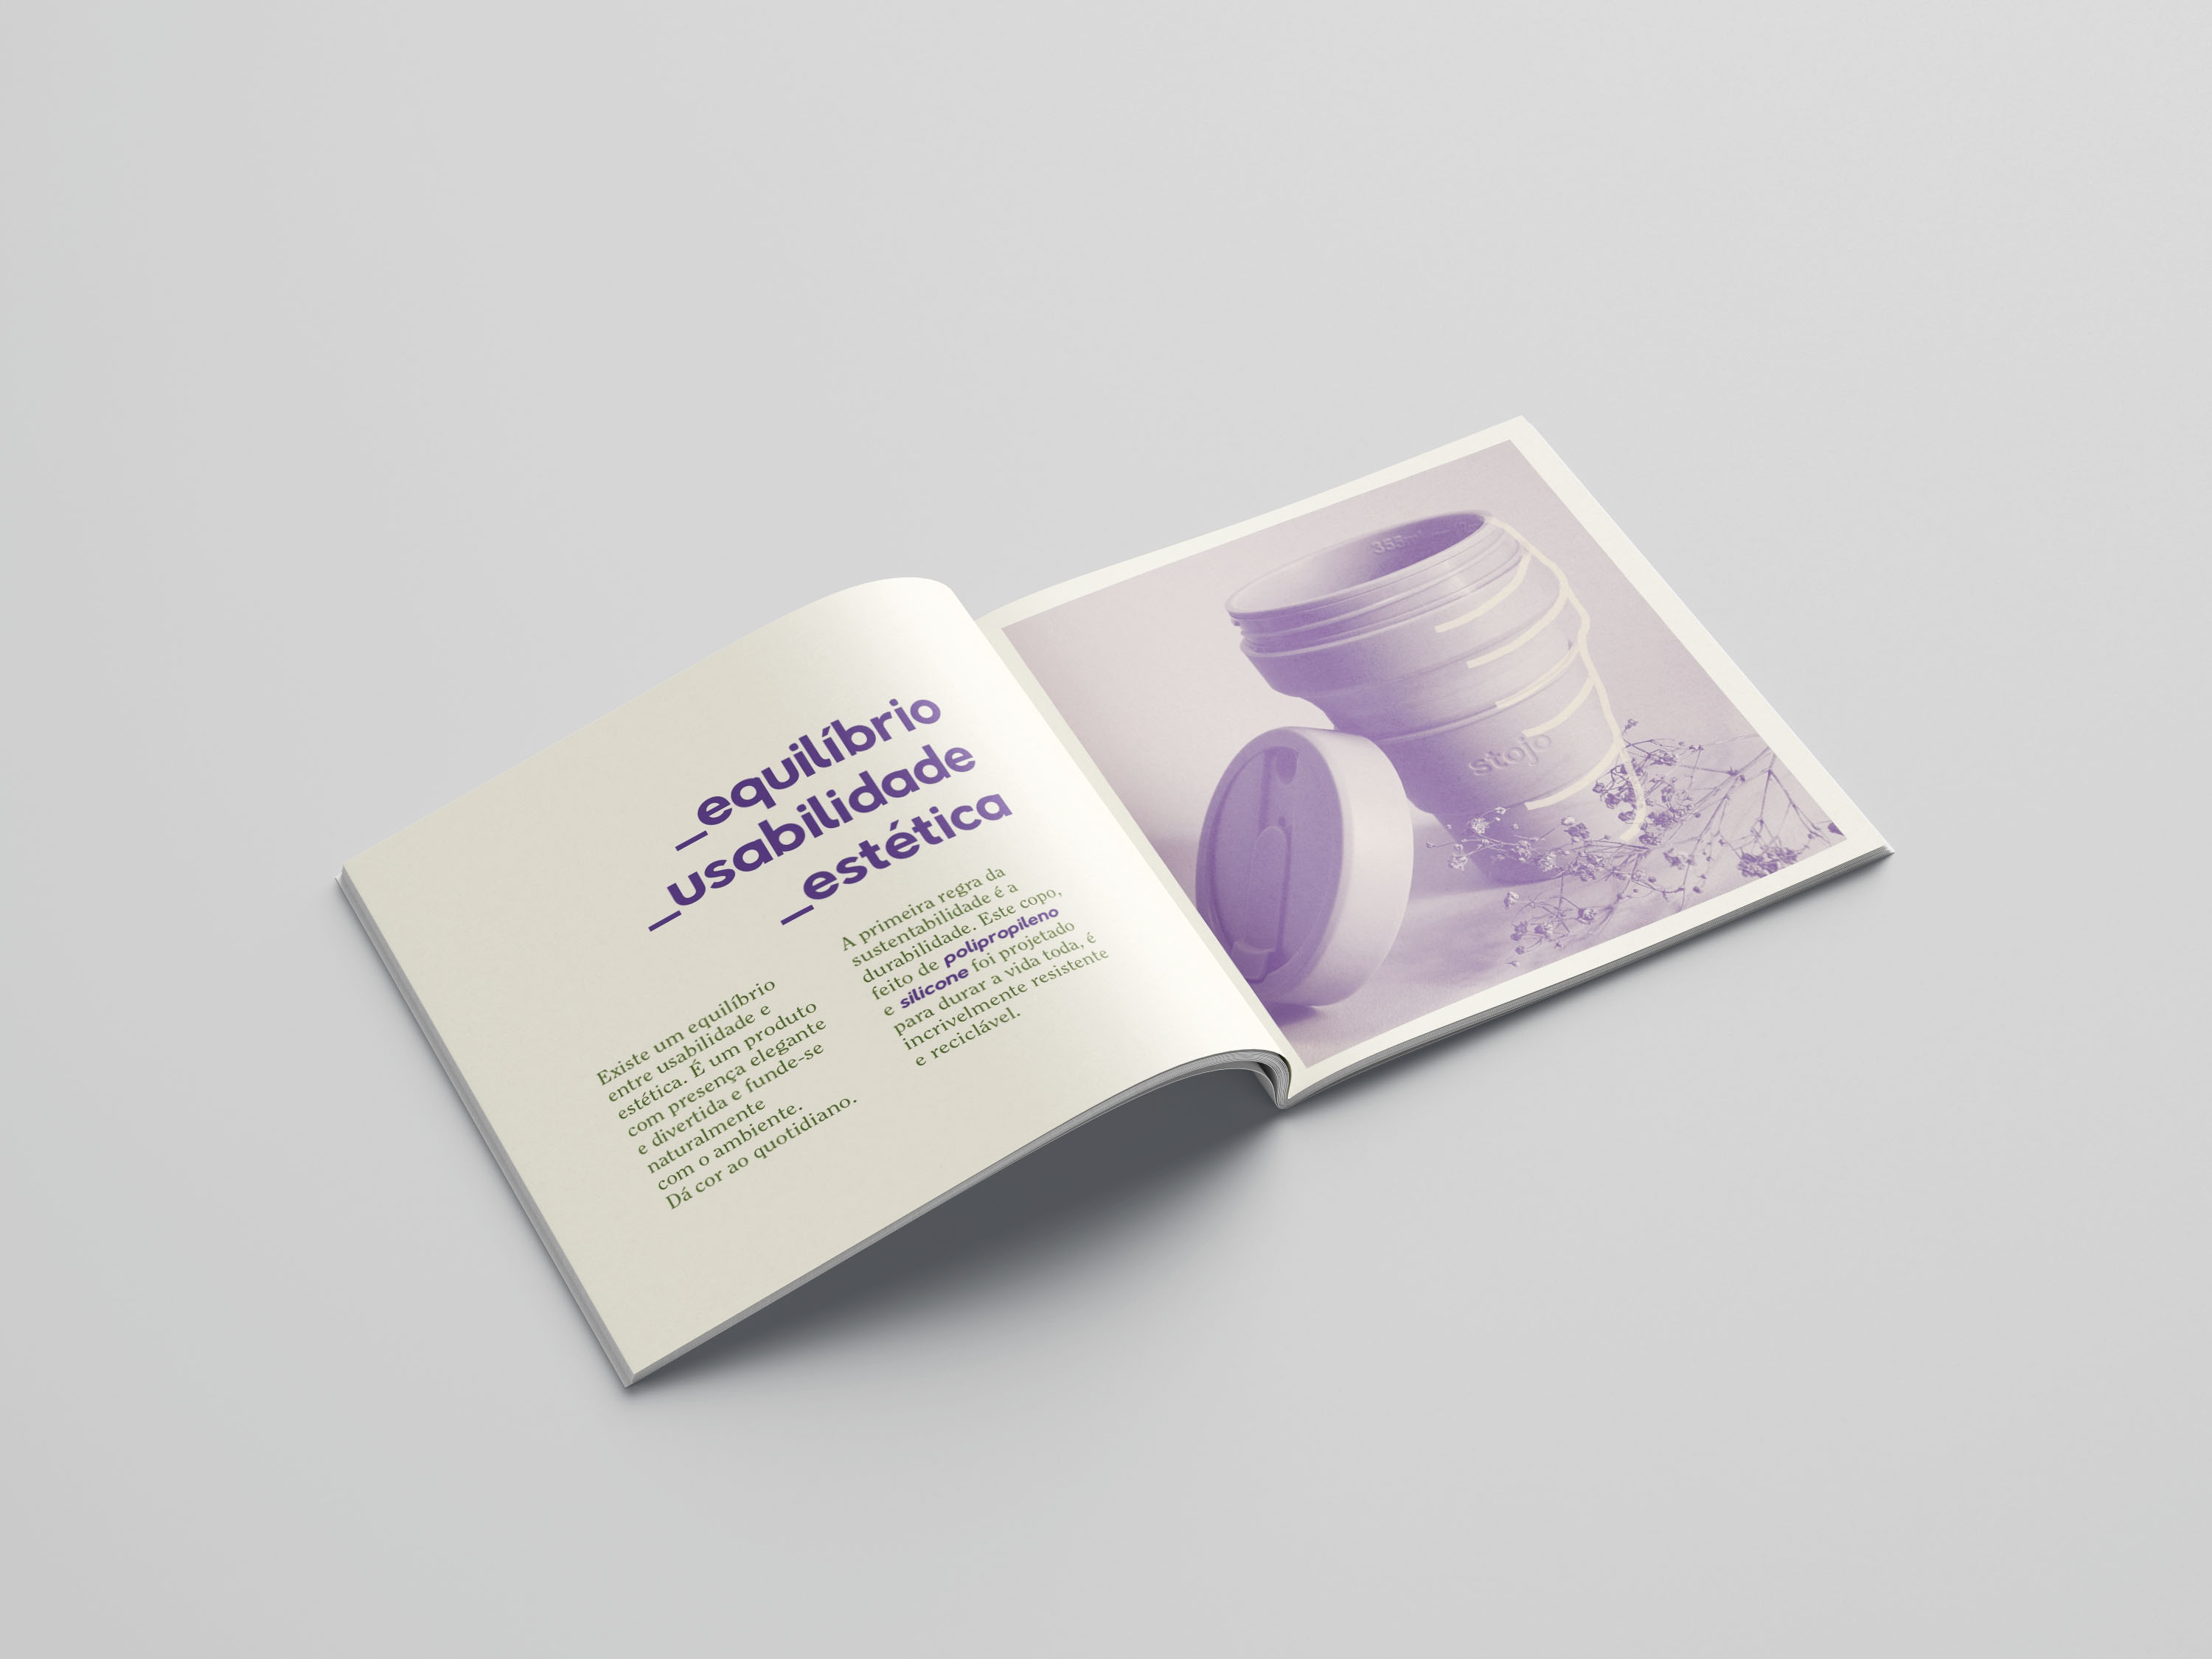 _equilíbrio
_usabilidade
_estética
Existe um equilíbrio
entre usabilidade e
estética. É um produto
com presença elegante
e divertida e funde-se
naturalmente
com o ambiente.
Dá cor ao quotidiano.
A primeira regra da
sustentabilidade é a
durabilidade. Este copo,
feito de polipropileno
e silicone foi projetado
para durar a vida toda, é
incrivelmente resistente
e reciclável.
355ml
stojo